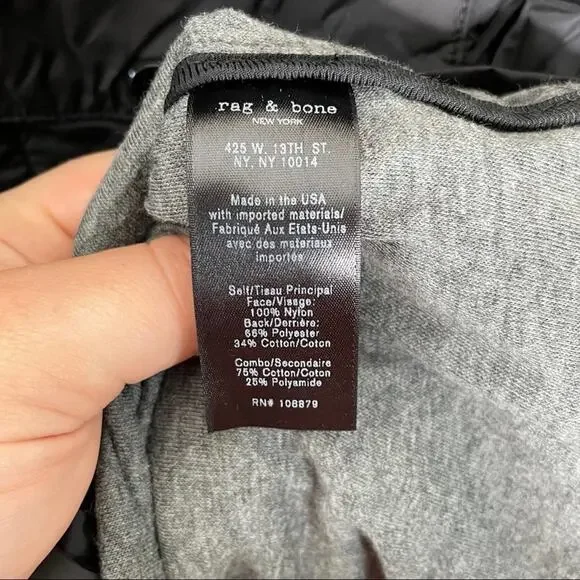 rag & bone
NEW YORK
425 W. 13TH ST.
NY, NY 10014
Made in the USA
with imported materials/
Fabriqué Aux Etats-Unis
avec des materiaux
importés
Self/Tissu Principal
Face/Visage:
100% Nylon
Back/Derrière:
66% Polyester
34% Cotton/Coton
Combo/Secondaire
75% Cotton/Coton
25% Polyamide
RN# 108879